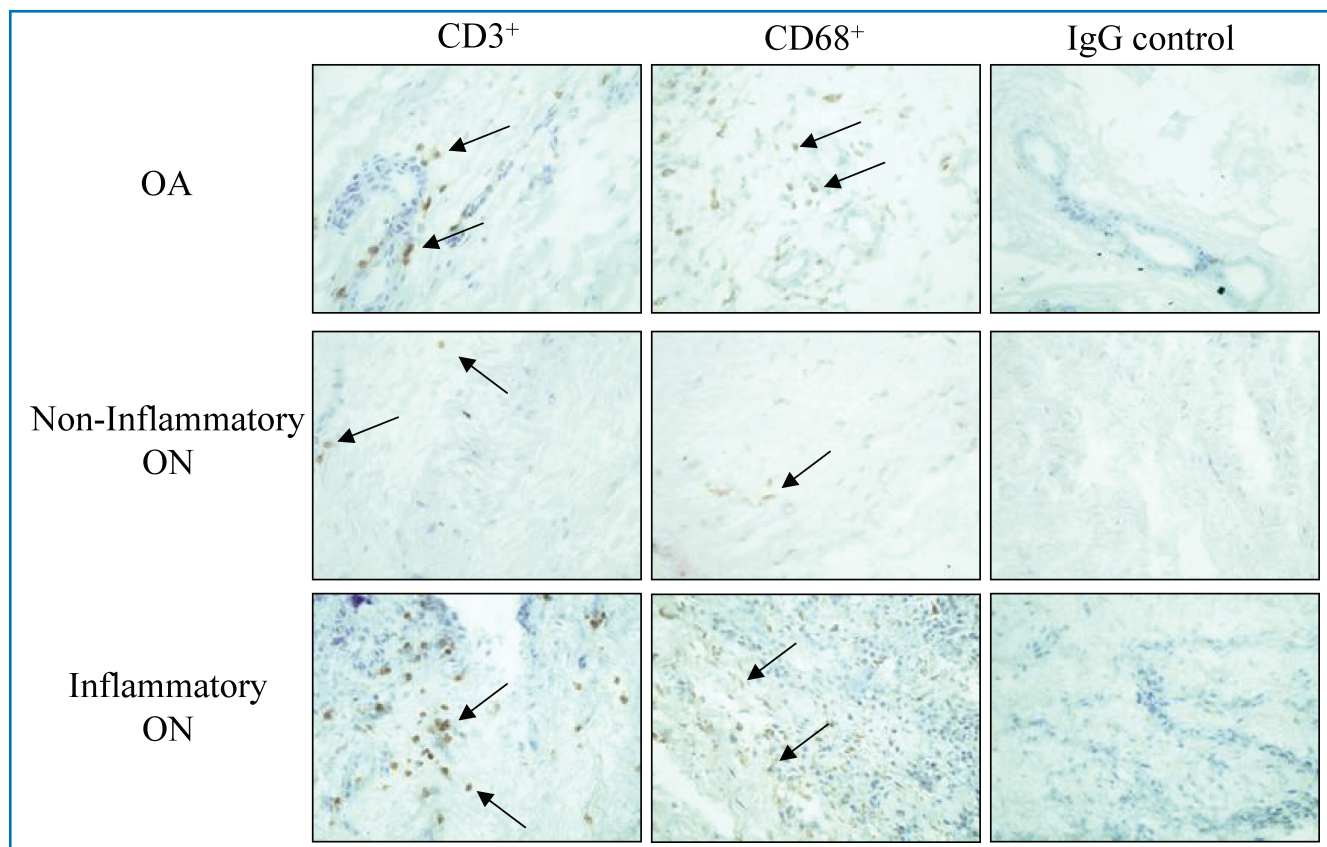 CD3⁺ CD68⁺ IgG control
OA
Non-Inflammatory
ON
Inflammatory
ON